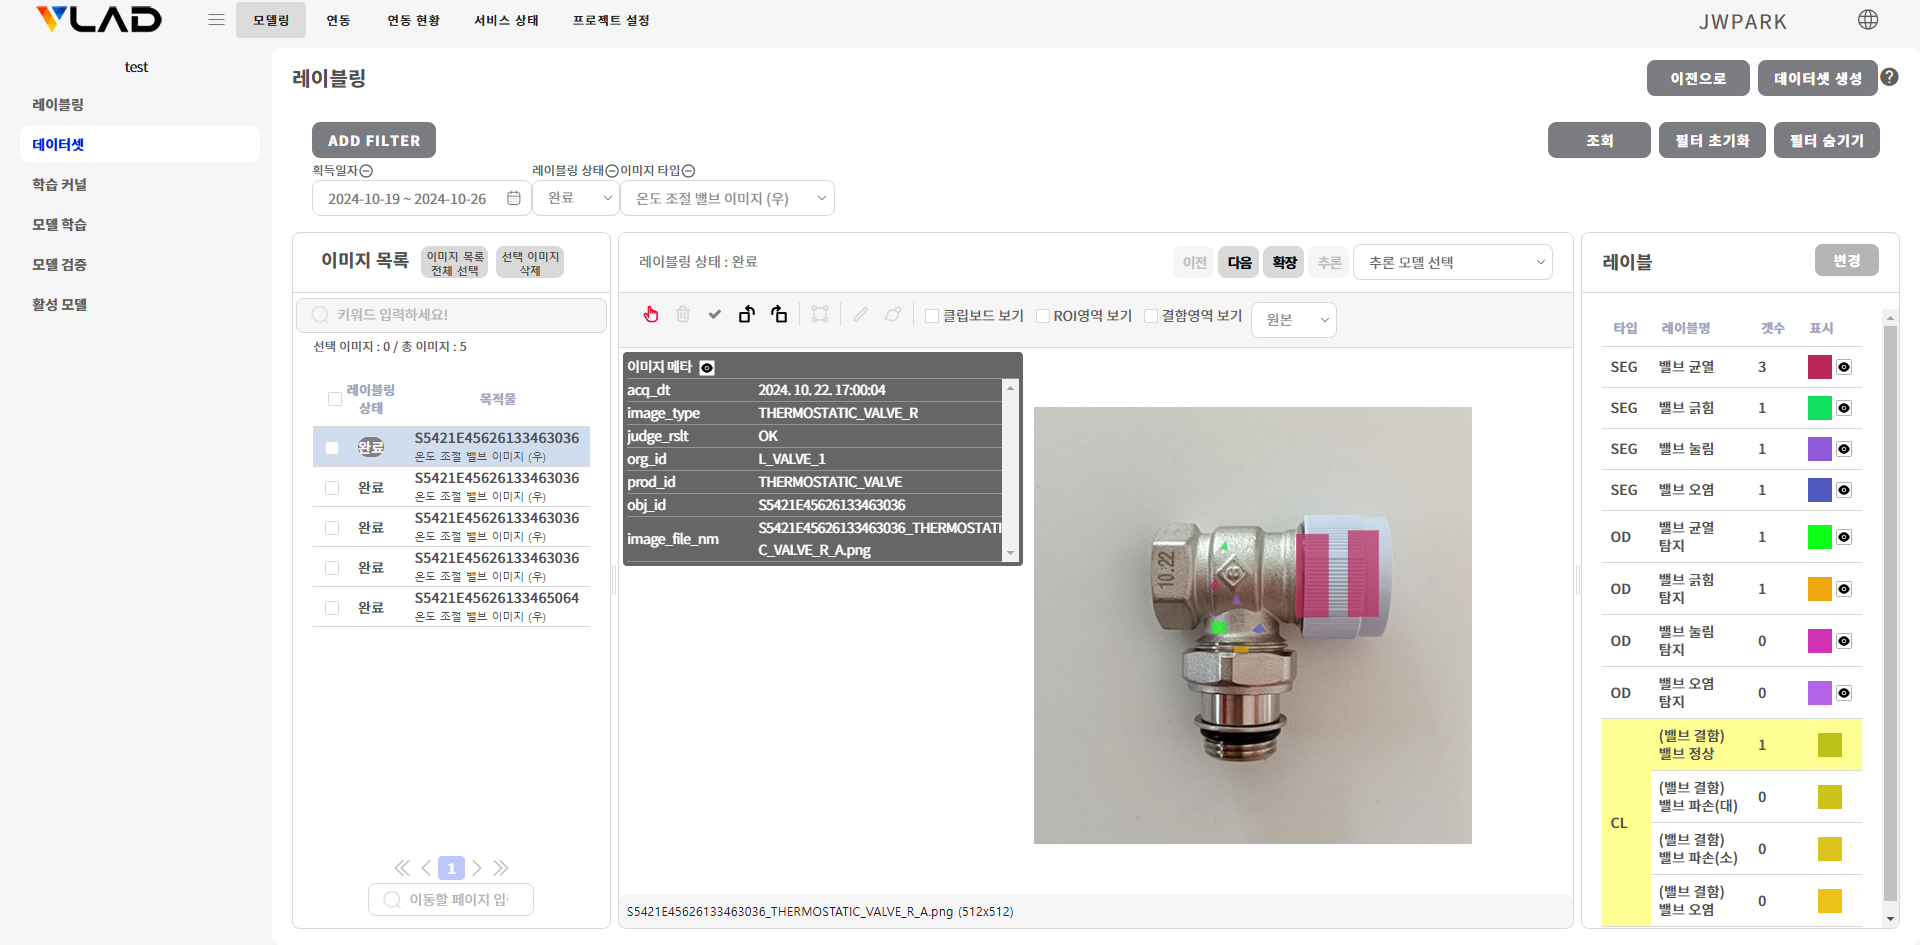 VLAD
모델링 연동 연동 현황 서비스 상태 프로젝트 설정
JWPARK
test
레이블링
데이터셋
학습 커널
모델 학습
모델 검증
활성 모델
레이블링
이전으로 데이터셋 생성 ?
ADD FILTER
조회 필터 초기화 필터 숨기기
획득일자 레이블링 상태 이미지 타입
2024-10-19 ~ 2024-10-26 완료 온도 조절 밸브 이미지 (우)
이미지 목록
이미지 목록
전체 선택
선택 이미지
삭제
키워드 입력하세요!
선택 이미지 : 0 / 총 이미지 : 5
레이블링
상태
목적물
완료 S5421E45626133463036
온도 조절 밸브 이미지 (우)
완료 S5421E45626133463036
온도 조절 밸브 이미지 (우)
완료 S5421E45626133463036
온도 조절 밸브 이미지 (우)
완료 S5421E45626133463036
온도 조절 밸브 이미지 (우)
완료 S5421E45626133465064
온도 조절 밸브 이미지 (우)
1
이동할 페이지 입
레이블링 상태 : 완료
이전 다음 확장 추론 추론 모델 선택
클립보드 보기 ROI영역 보기 결함영역 보기 원본
이미지 메타
acq_dt 2024. 10. 22. 17:00:04
image_type THERMOSTATIC_VALVE_R
judge_rslt OK
org_id L_VALVE_1
prod_id THERMOSTATIC_VALVE
obj_id S5421E45626133463036
image_file_nm S5421E45626133463036_THERMOSTATI
C_VALVE_R_A.png
10.22
S5421E45626133463036_THERMOSTATIC_VALVE_R_A.png (512x512)
레이블 변경
타입 레이블명 갯수 표시
SEG 밸브 균열 3
SEG 밸브 긁힘 1
SEG 밸브 눌림 1
SEG 밸브 오염 1
OD 밸브 균열
탐지 1
OD 밸브 긁힘
탐지 1
OD 밸브 눌림
탐지 0
OD 밸브 오염
탐지 0
CL
(밸브 결함)
밸브 정상 1
(밸브 결함)
밸브 파손(대) 0
(밸브 결함)
밸브 파손(소) 0
(밸브 결함)
밸브 오염 0